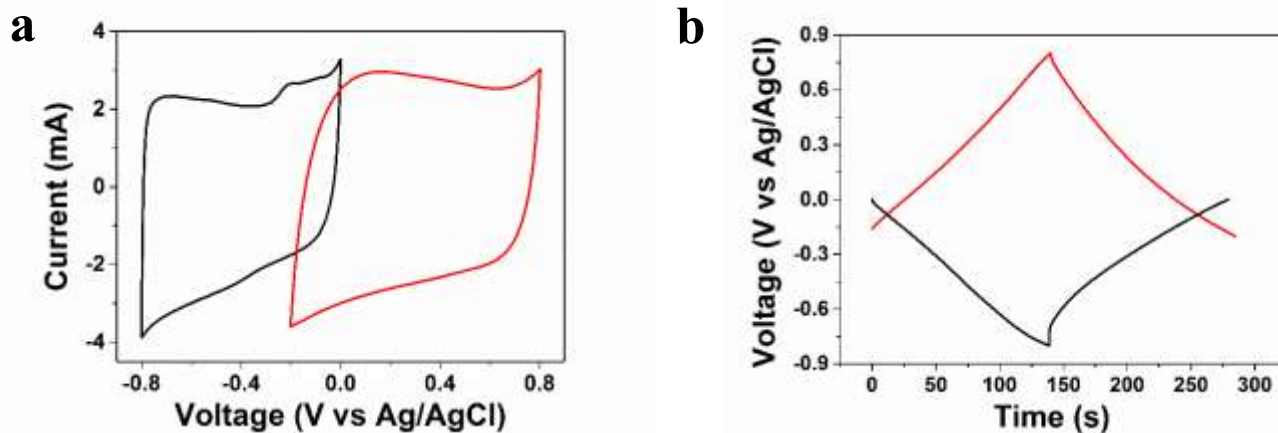 a
4
2
0
-2
-4
Current (mA)
-0.8 -0.4 0.0 0.4 0.8
Voltage (V vs Ag/AgCl)
b
0.9
0.6
0.3
0.0
-0.3
-0.6
-0.9
Voltage (V vs Ag/AgCl)
0 50 100 150 200 250 300
Time (s)